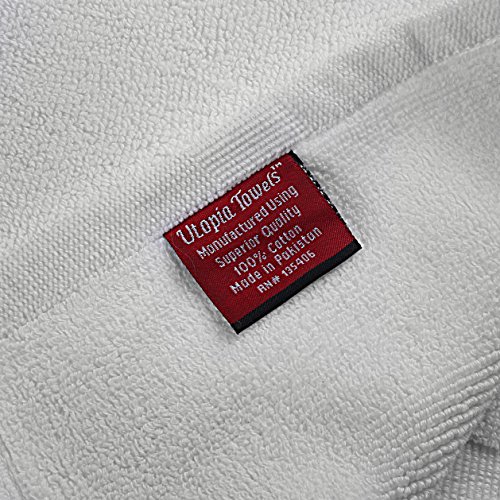 Utopia Towels™
Manufactured Using
Superior Quality
100% Cotton
Made in Pakistan
RN# 135406